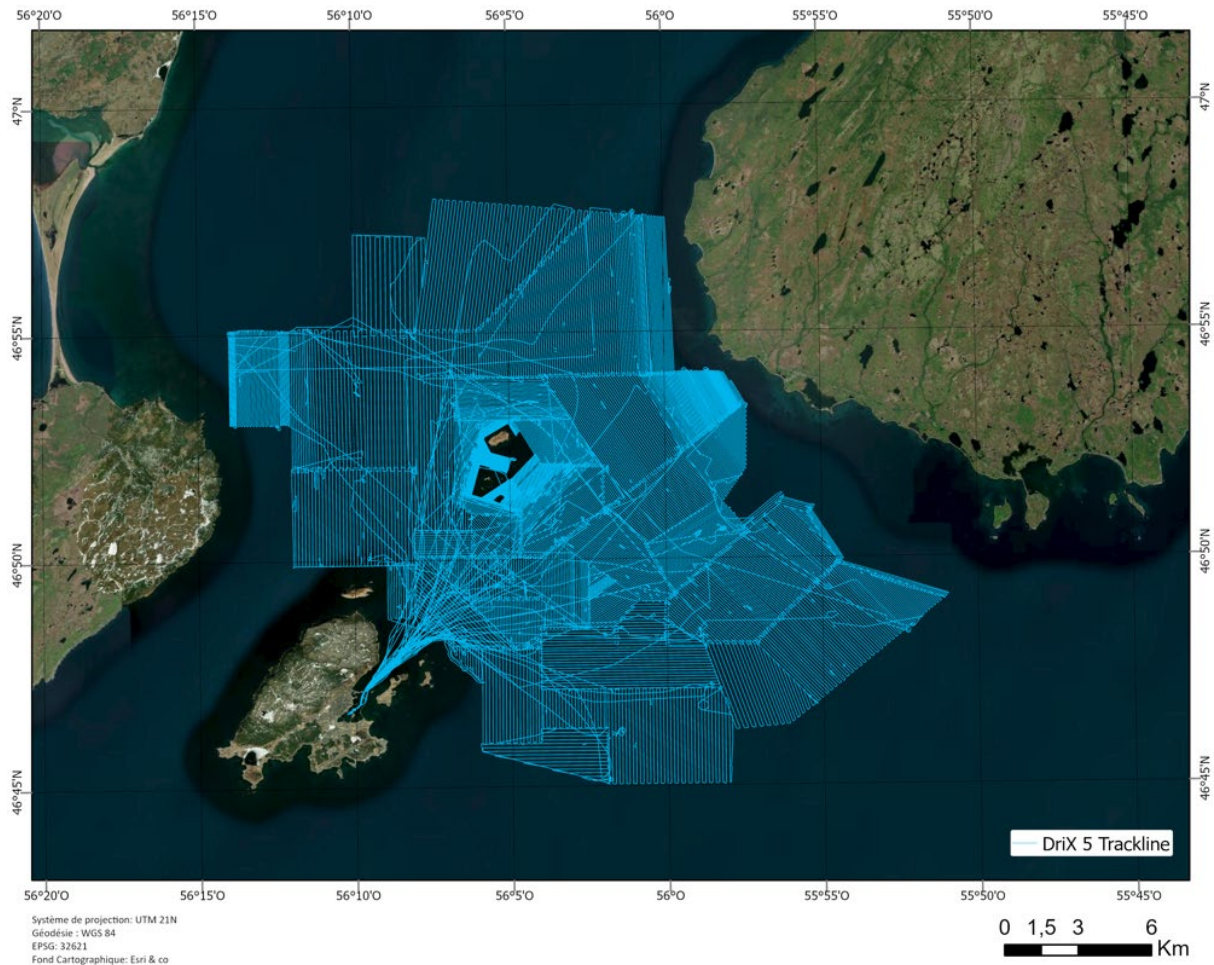 56°20'O 56°15'O 56°10'O 56°5'O 56°O 55°55'O 55°50'O 55°45'O
47°N 47°N
46°55'N 46°55'N
46°50'N 46°50'N
46°45'N 46°45'N
DriX 5 Trackline
56°20'O 56°15'O 56°10'O 56°5'O 56°O 55°55'O 55°50'O 55°45'O
Système de projection: UTM 21N
Géodésie : WGS 84
EPSG: 32621
Fond Cartographique: Esri & co
0 1,5 3 6
Km